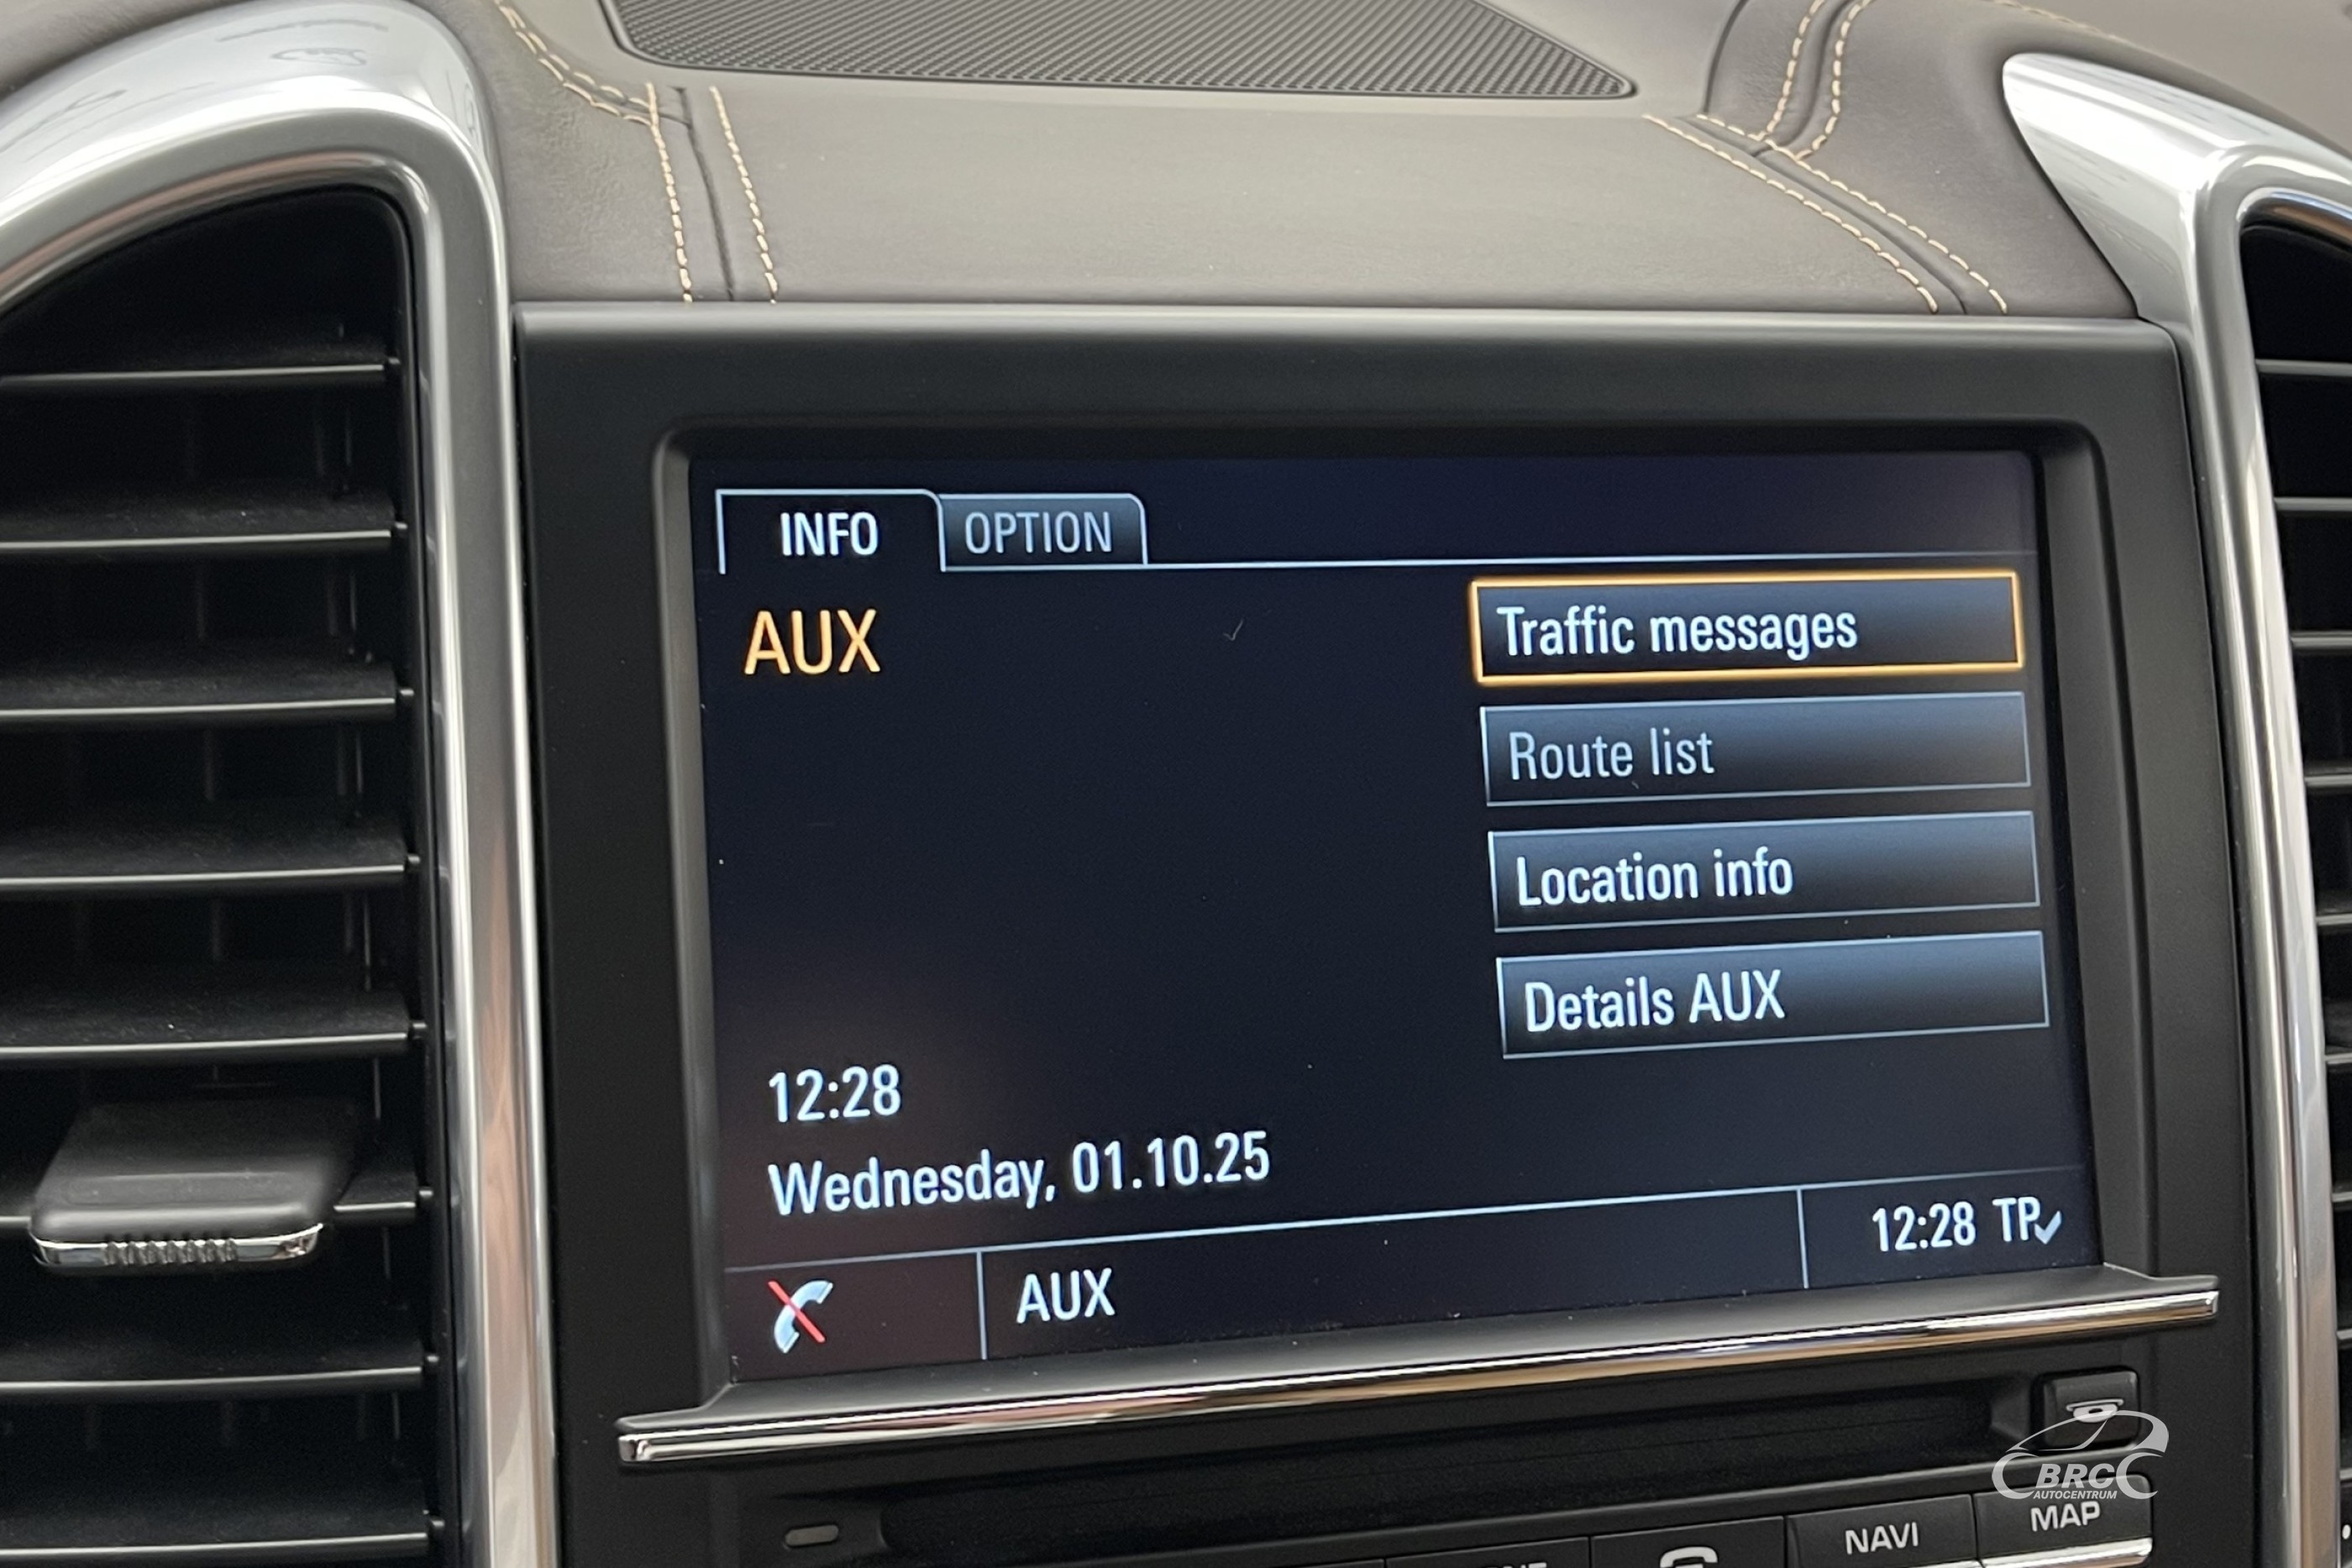 INFO OPTION
AUX
Traffic messages
Route list
Location info
Details AUX
12:28
Wednesday, 01.10.25
AUX
12:28 TP
BRC
AUTOCENTRUM
NAVI
MAP